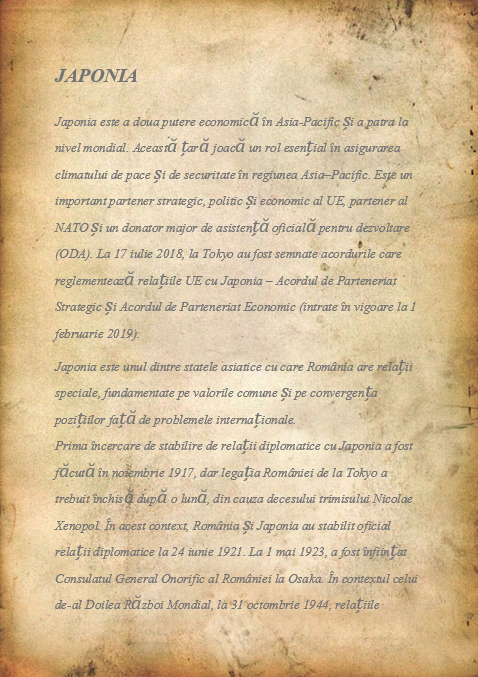 JAPONIA
Japonia este a doua putere economică în Asia-Pacific și a patra la
nivel mondial. Această țară joacă un rol esențial în asigurarea
climatului de pace și de securitate în regiunea Asia–Pacific. Este un
important partener strategic, politic și economic al UE, partener al
NATO și un donator major de asistență oficială pentru dezvoltare
(ODA). La 17 iulie 2018, la Tokyo au fost semnate acordurile care
reglementează relațiile UE cu Japonia – Acordul de Parteneriat
Strategic și Acordul de Parteneriat Economic (intrate în vigoare la 1
februarie 2019).
Japonia este unul dintre statele asiatice cu care România are relații
speciale, fundamentate pe valorile comune și pe convergența
pozițiilor față de problemele internaționale.
Prima încercare de stabilire de relații diplomatice cu Japonia a fost
făcută în noiembrie 1917, dar legația României de la Tokyo a
trebuit închisă după o lună, din cauza decesului trimisului Nicolae
Xenopol. În acest context, România și Japonia au stabilit oficial
relații diplomatice la 24 iunie 1921. La 1 mai 1923, a fost înființat
Consulatul General Onorific al României la Osaka. În contextul celui
de-al Doilea Război Mondial, la 31 octombrie 1944, relațiile